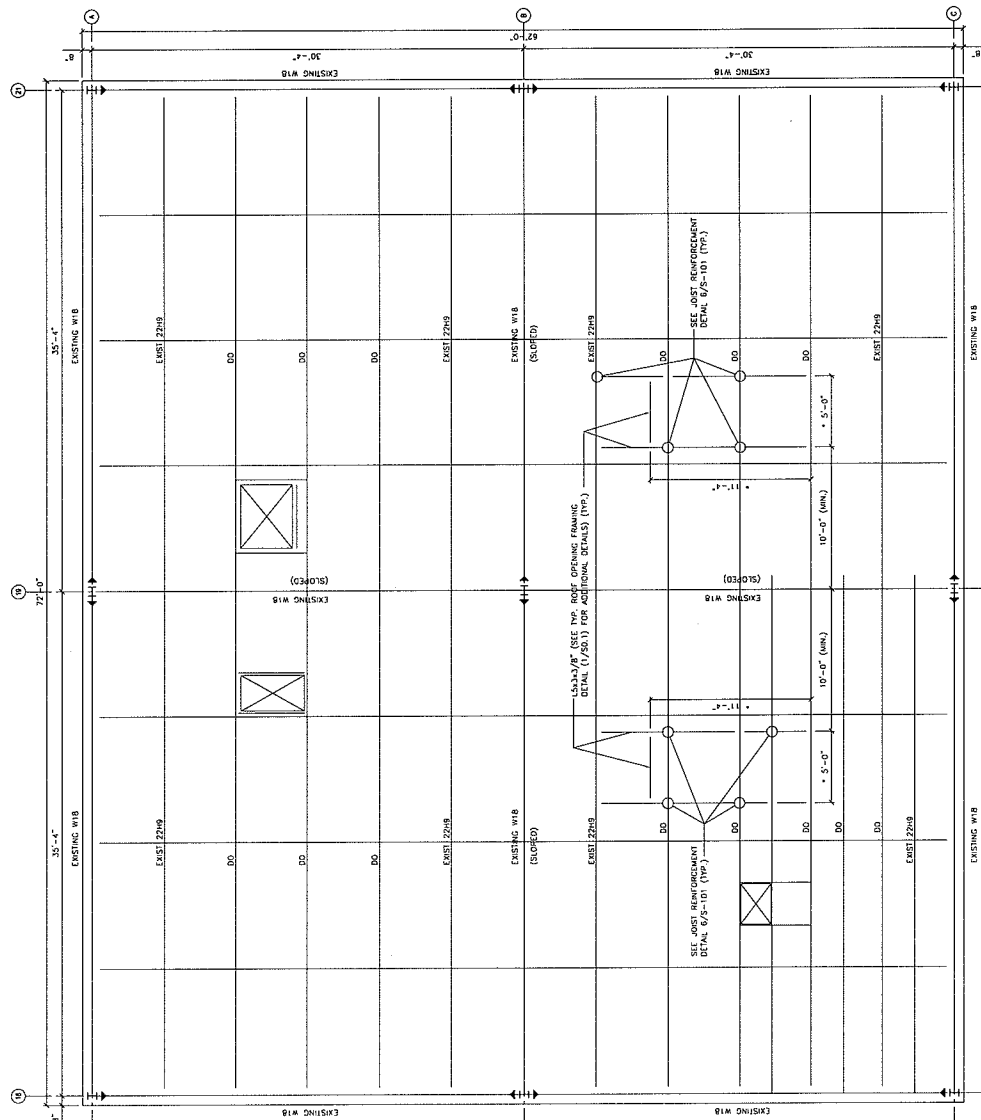 A
B
C
62'-0"
8"
30'-4"
30'-4"
8"
EXISTING W18
EXISTING W18
21
35'-4"
EXISTING W18
EXIST 22H9
DO
DO
DO
EXIST 22H9
EXISTING W18
(SLOPED)
EXIST 22H9
DO
DO
DO
EXIST 22H9
EXISTING W18
SEE JOIST REINFORCEMENT
DETAIL 6/S-101 (TYP.)
* 5'-0"
* 11'-4"
10'-0" (MIN.)
L5x3x3/8" (SEE TYP. ROOF OPENING FRAMING
DETAIL (1/S0.1) FOR ADDITIONAL DETAILS) (TYP.)
19
72'-0"
(SLOPED)
EXISTING W18
(SLOPED)
EXISTING W18
10'-0" (MIN.)
* 11'-4"
* 5'-0"
35'-4"
EXISTING W18
EXIST 22H9
DO
DO
DO
EXIST 22H9
EXISTING W18
(SLOPED)
EXIST 22H9
DO
DO
DO
DO
EXIST 22H9
EXISTING W18
SEE JOIST REINFORCEMENT
DETAIL 6/S-101 (TYP.)
EXISTING W18
EXISTING W18